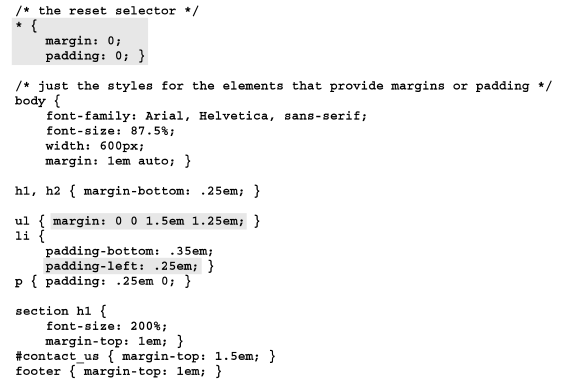 /* the reset selector */
* {
    margin: 0;
    padding: 0; }

/* just the styles for the elements that provide margins or padding */
body {
    font-family: Arial, Helvetica, sans-serif;
    font-size: 87.5%;
    width: 600px;
    margin: 1em auto; }

h1, h2 { margin-bottom: .25em; }

ul { margin: 0 0 1.5em 1.25em; }
li {
    padding-bottom: .35em;
    padding-left: .25em; }
p { padding: .25em 0; }

section h1 {
    font-size: 200%;
    margin-top: 1em; }
#contact_us { margin-top: 1.5em; }
footer { margin-top: 1em; }